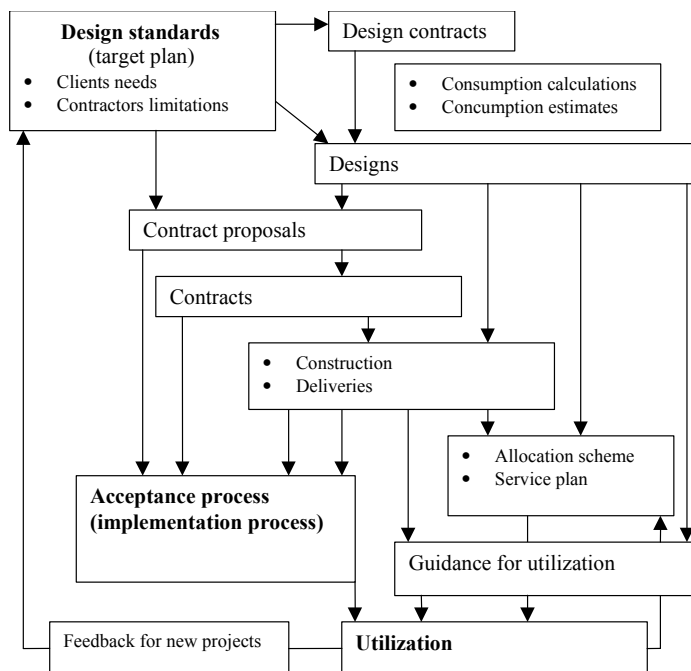 Design standards
(target plan)
• Clients needs
• Contractors limitations
Design contracts
• Consumption calculations
• Concumption estimates
Designs
Contract proposals
Contracts
• Construction
• Deliveries
• Allocation scheme
• Service plan
Acceptance process
(implementation process)
Guidance for utilization
Feedback for new projects
Utilization